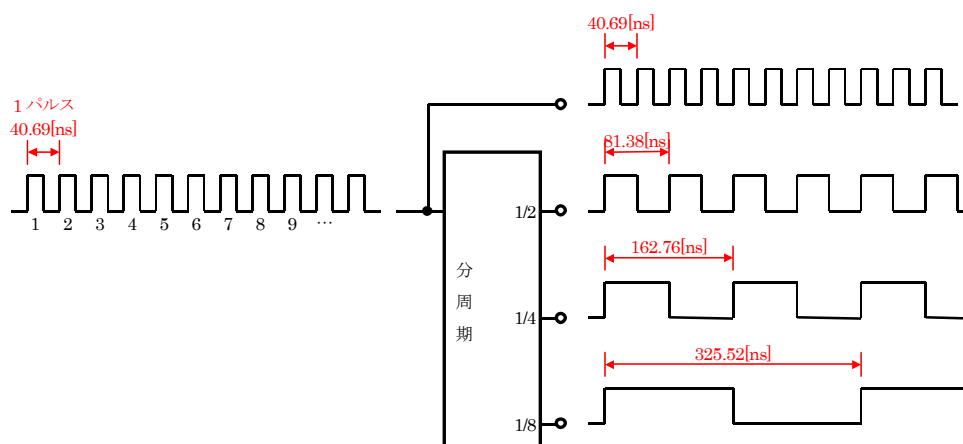 40.69[ns]
1 パルス
40.69[ns]
1 2 3 4 5 6 7 8 9 …
81.38[ns]
1/2
162.76[ns]
分
周
期
1/4
325.52[ns]
1/8